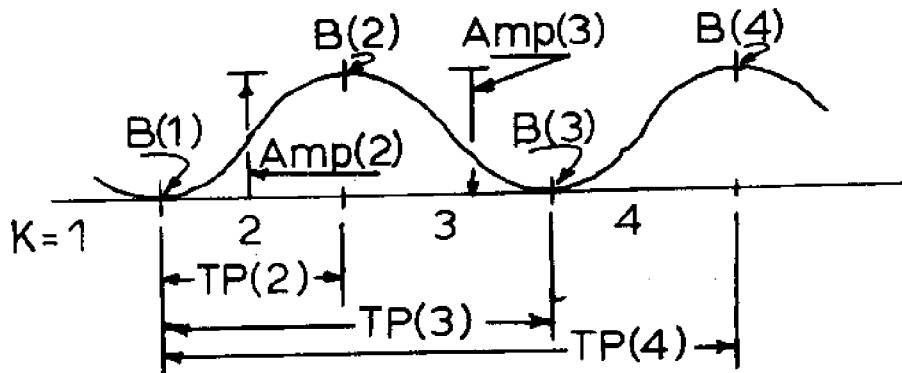 B(2)
Amp(3)
B(4)
B(1)
Amp(2)
B(3)
K=1
2
3
4
TP(2)
TP(3)
TP(4)